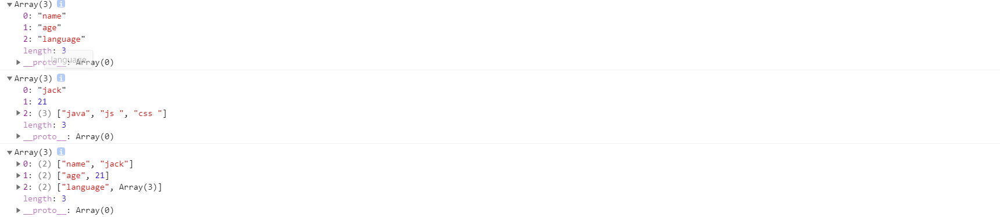 ▼Array(3) i
0: "name"
1: "age"
2: "language"
length: 3
language
▶__proto__: Array(0)
▼Array(3) i
0: "jack"
1: 21
▶2: (3) ["java", "js ", "css "]
length: 3
▶__proto__: Array(0)
▼Array(3) i
▶0: (2) ["name", "jack"]
▶1: (2) ["age", 21]
▶2: (2) ["language", Array(3)]
length: 3
▶__proto__: Array(0)